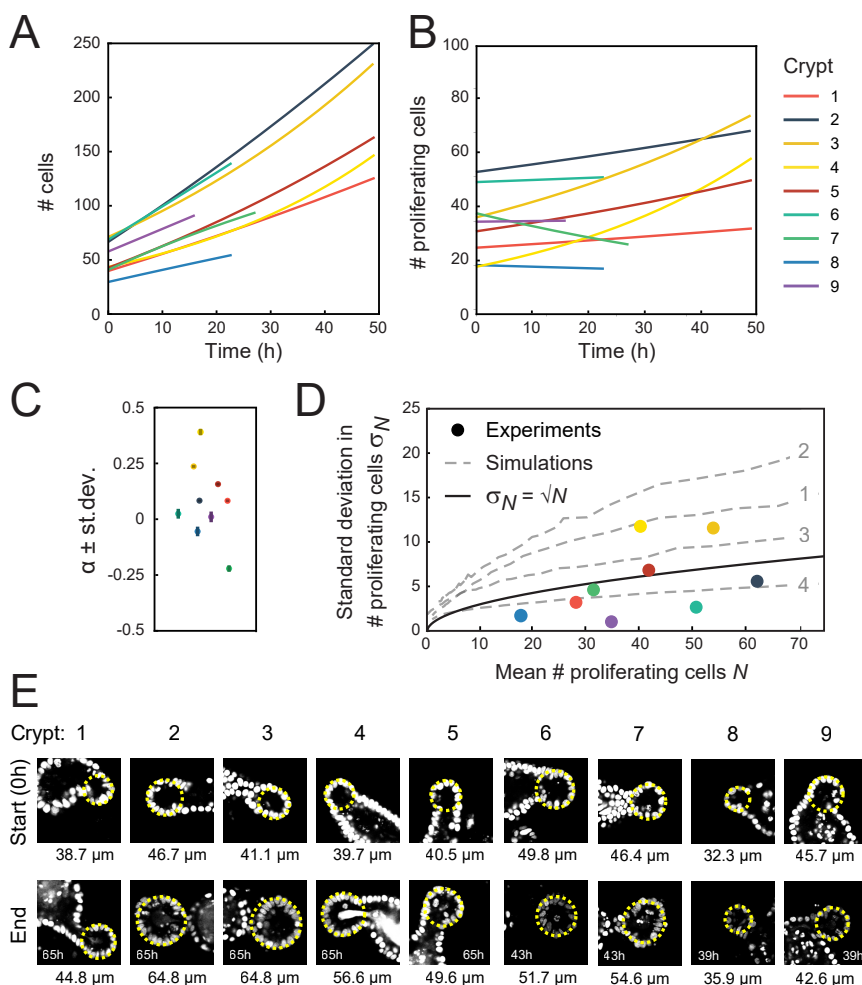 A
250
200
150
100
50
0
# cells
0 10 20 30 40 50
Time (h)
B
100
80
60
40
20
0
# proliferating cells
0 10 20 30 40 50
Time (h)
Crypt
1
2
3
4
5
6
7
8
9
C
0.5
0.25
0
-0.25
-0.5
α ± st.dev.
D
25
20
15
10
5
0
Standard deviation in
# proliferating cells σN
Experiments
Simulations
σN = √N
2
1
3
4
0 10 20 30 40 50 60 70
Mean # proliferating cells N
E
Crypt: 1 2 3 4 5 6 7 8 9
Start (0h)
38.7 µm 46.7 µm 41.1 µm 39.7 µm 40.5 µm 49.8 µm 46.4 µm 32.3 µm 45.7 µm
End
65h 65h 65h 65h 65h 43h 43h 39h 39h
44.8 µm 64.8 µm 64.8 µm 56.6 µm 49.6 µm 51.7 µm 54.6 µm 35.9 µm 42.6 µm